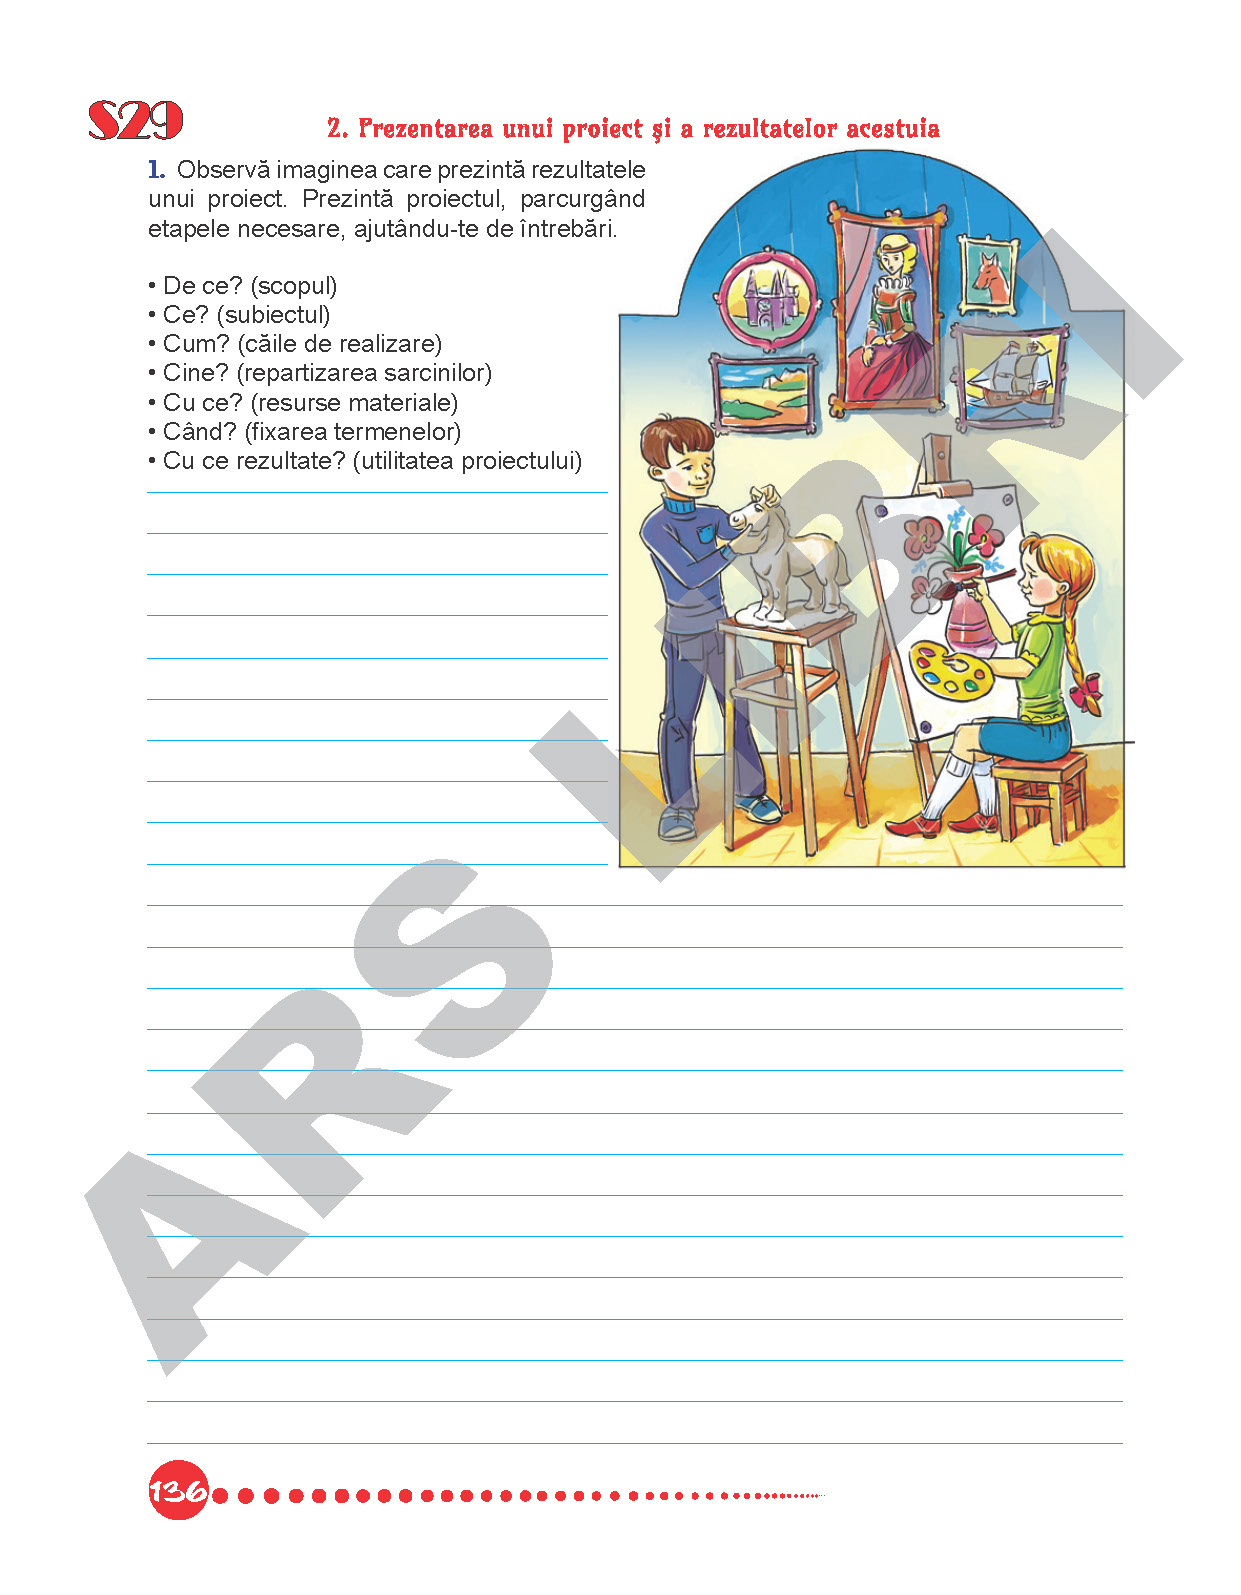 S29
2. Prezentarea unui proiect şi a rezultatelor acestuia
1. Observă imaginea care prezintă rezultatele
unui proiect. Prezintă proiectul, parcurgând
etapele necesare, ajutându-te de întrebări.
• De ce? (scopul)
• Ce? (subiectul)
• Cum? (căile de realizare)
• Cine? (repartizarea sarcinilor)
• Cu ce? (resurse materiale)
• Când? (fixarea termenelor)
• Cu ce rezultate? (utilitatea proiectului)
ARS LIBRI
136